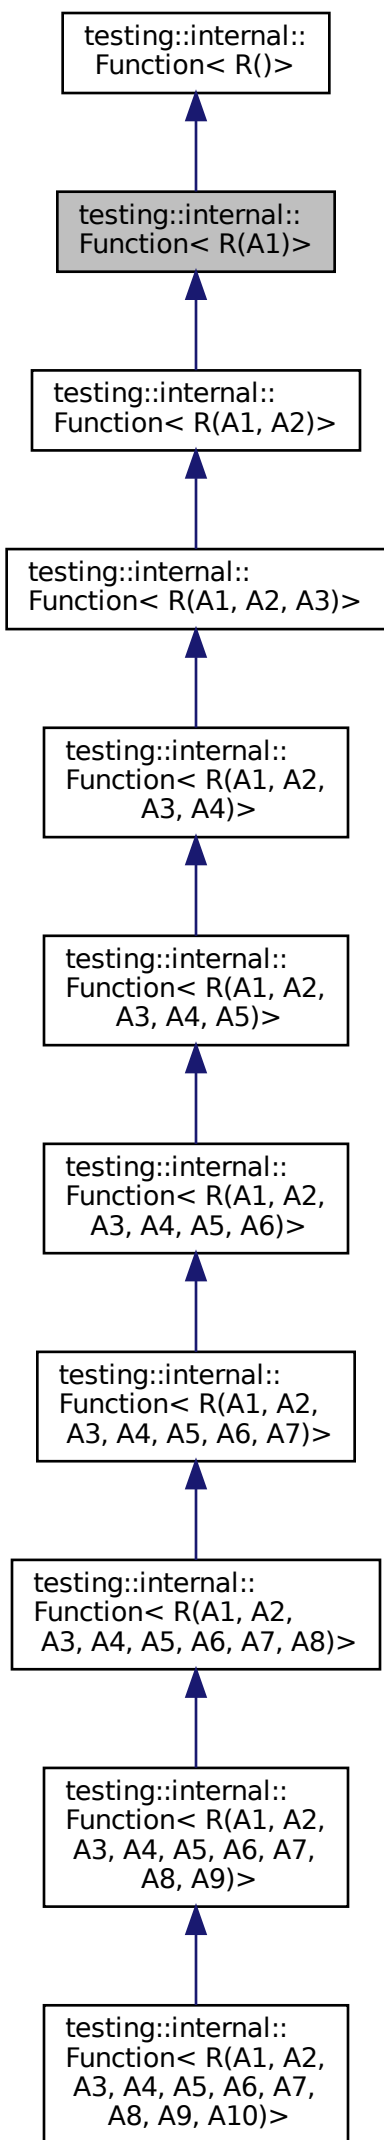 testing::internal::
Function< R()>
testing::internal::
Function< R(A1)>
testing::internal::
Function< R(A1, A2)>
testing::internal::
Function< R(A1, A2, A3)>
testing::internal::
Function< R(A1, A2,
A3, A4)>
testing::internal::
Function< R(A1, A2,
A3, A4, A5)>
testing::internal::
Function< R(A1, A2,
A3, A4, A5, A6)>
testing::internal::
Function< R(A1, A2,
A3, A4, A5, A6, A7)>
testing::internal::
Function< R(A1, A2,
A3, A4, A5, A6, A7, A8)>
testing::internal::
Function< R(A1, A2,
A3, A4, A5, A6, A7,
A8, A9)>
testing::internal::
Function< R(A1, A2,
A3, A4, A5, A6, A7,
A8, A9, A10)>